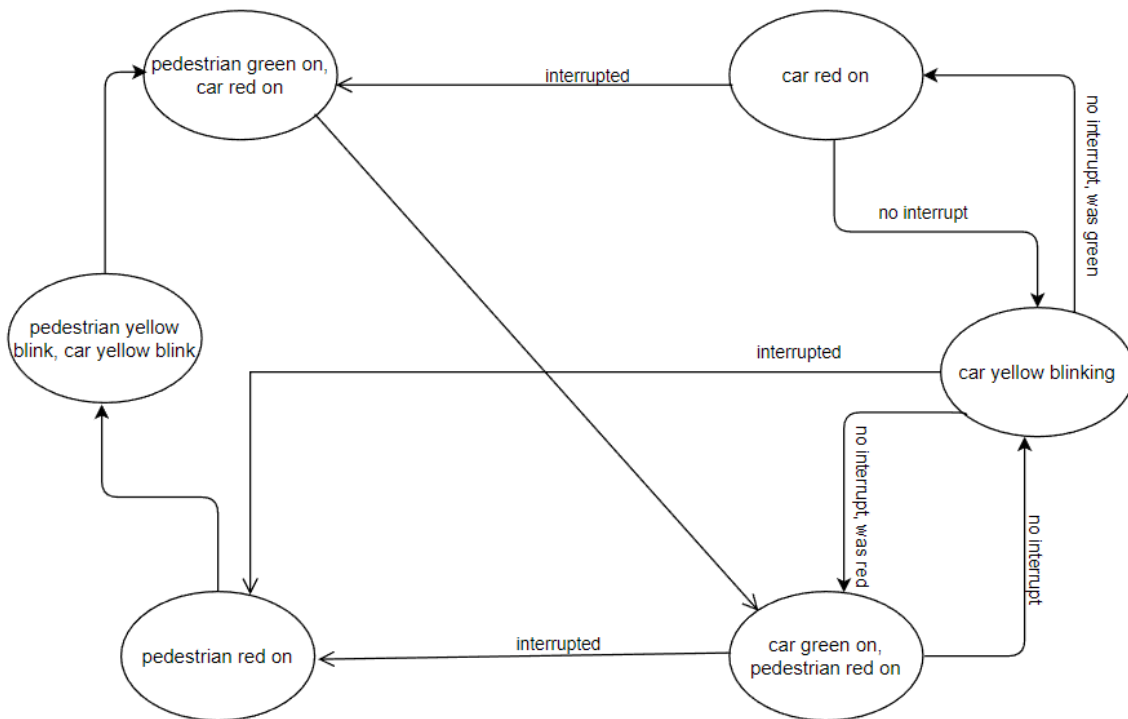 pedestrian green on,
car red on
interrupted
car red on
no interrupt, was green
no interrupt
pedestrian yellow
blink, car yellow blink
interrupted
car yellow blinking
no interrupt, was red
no interrupt
pedestrian red on
interrupted
car green on,
pedestrian red on